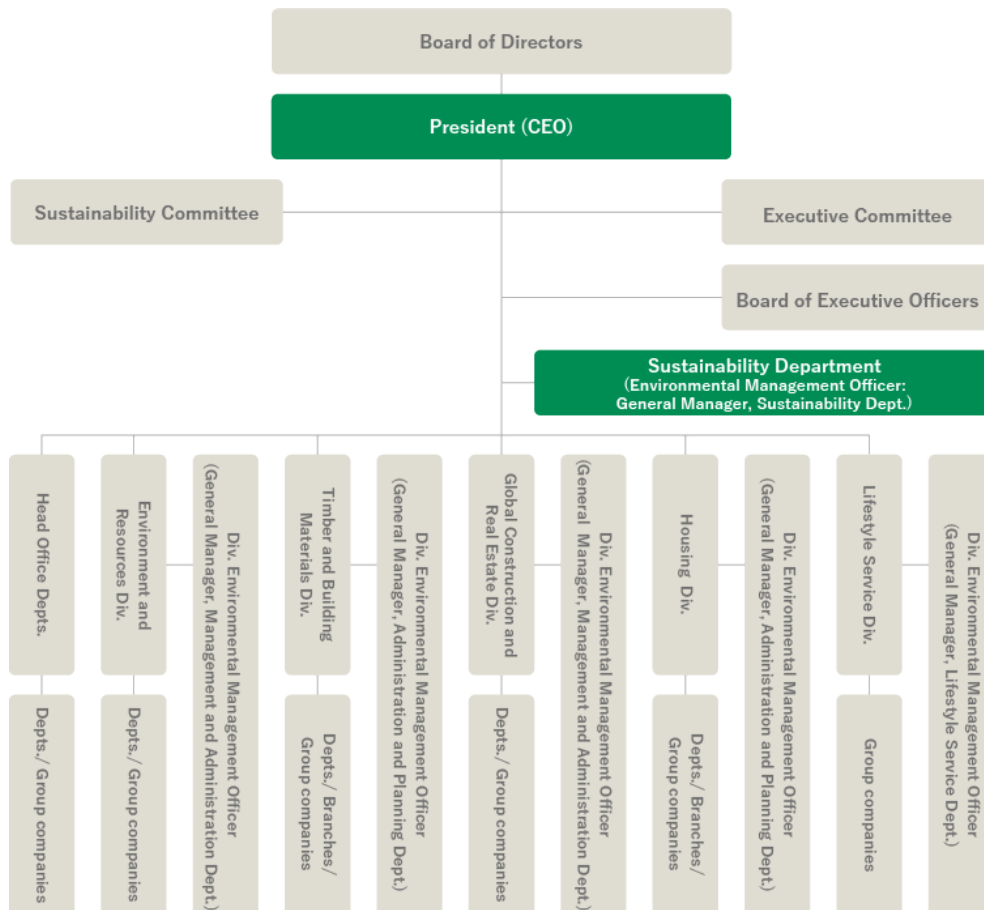 Board of Directors
President (CEO)
Sustainability Committee
Executive Committee
Board of Executive Officers
Sustainability Department
(Environmental Management Officer:
General Manager, Sustainability Dept.)
Head Office Depts.
Environment and
Resources Div.
Div. Environmental Management Officer
(General Manager, Management and Administration Dept.)
Timber and Building
Materials Div.
Div. Environmental Management Officer
(General Manager, Administration and Planning Dept.)
Global Construction and
Real Estate Div.
Div. Environmental Management Officer
(General Manager, Management and Administration Dept.)
Housing Div.
Div. Environmental Management Officer
(General Manager, Administration and Planning Dept.)
Lifestyle Service Div.
Div. Environmental Management Officer
(General Manager, Lifestyle Service Dept.)
Depts./ Group companies
Depts./ Group companies
Depts./ Branches/
Group companies
Depts./ Group companies
Depts./ Branches/
Group companies
Group companies